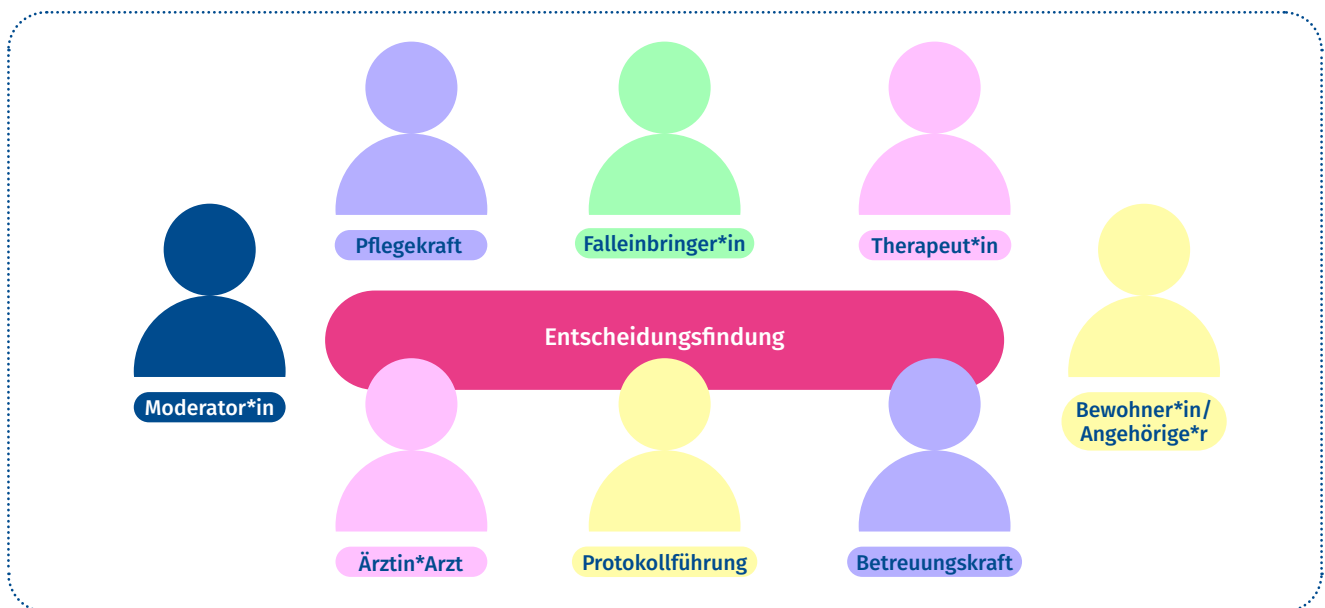 Pflegekraft
Falleinbringer*in
Therapeut*in
Entscheidungsfindung
Moderator*in
Bewohner*in/
Angehörige*r
Ärztin*Arzt
Protokollführung
Betreuungskraft